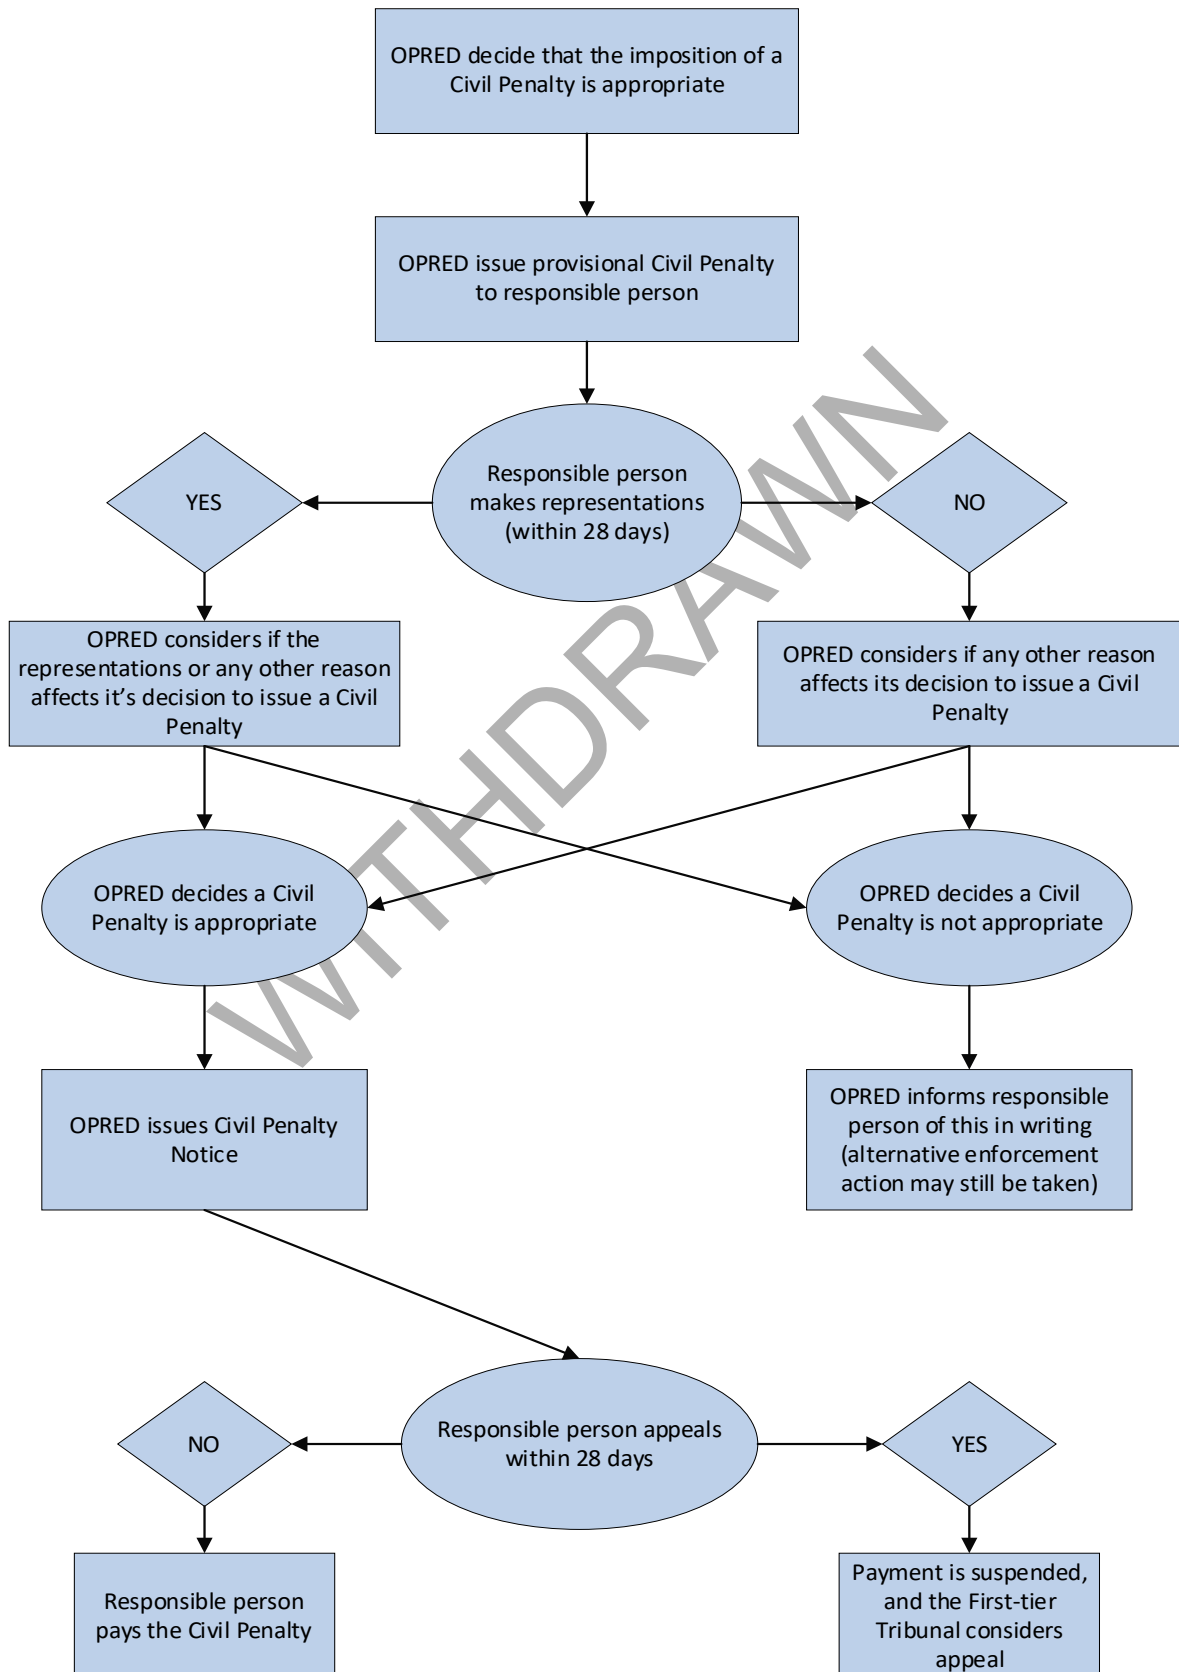 OPRED decide that the imposition of a
Civil Penalty is appropriate
OPRED issue provisional Civil Penalty
to responsible person
Responsible person
makes representations
(within 28 days)
YES
NO
OPRED considers if the
representations or any other reason
affects it’s decision to issue a Civil
Penalty
OPRED considers if any other reason
affects its decision to issue a Civil
Penalty
WTHDRAWN
OPRED decides a Civil
Penalty is appropriate
OPRED decides a Civil
Penalty is not appropriate
OPRED issues Civil Penalty
Notice
OPRED informs responsible
person of this in writing
(alternative enforcement
action may still be taken)
Responsible person appeals
within 28 days
NO
YES
Responsible person
pays the Civil Penalty
Payment is suspended,
and the First-tier
Tribunal considers
appeal